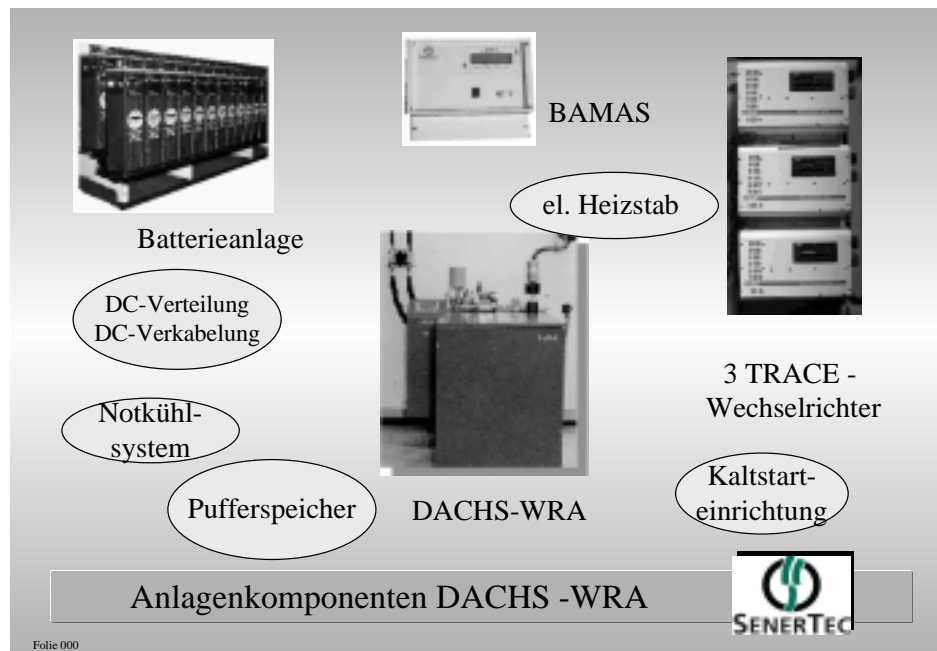 BAMAS
el. Heizstab
Batterieanlage
DC-Verteilung
DC-Verkabelung
3 TRACE -
Wechselrichter
Notkühl-
system
Pufferspeicher
DACHS-WRA
Kaltstart-
einrichtung
Anlagenkomponenten DACHS -WRA
SENERTEC
Folie 000